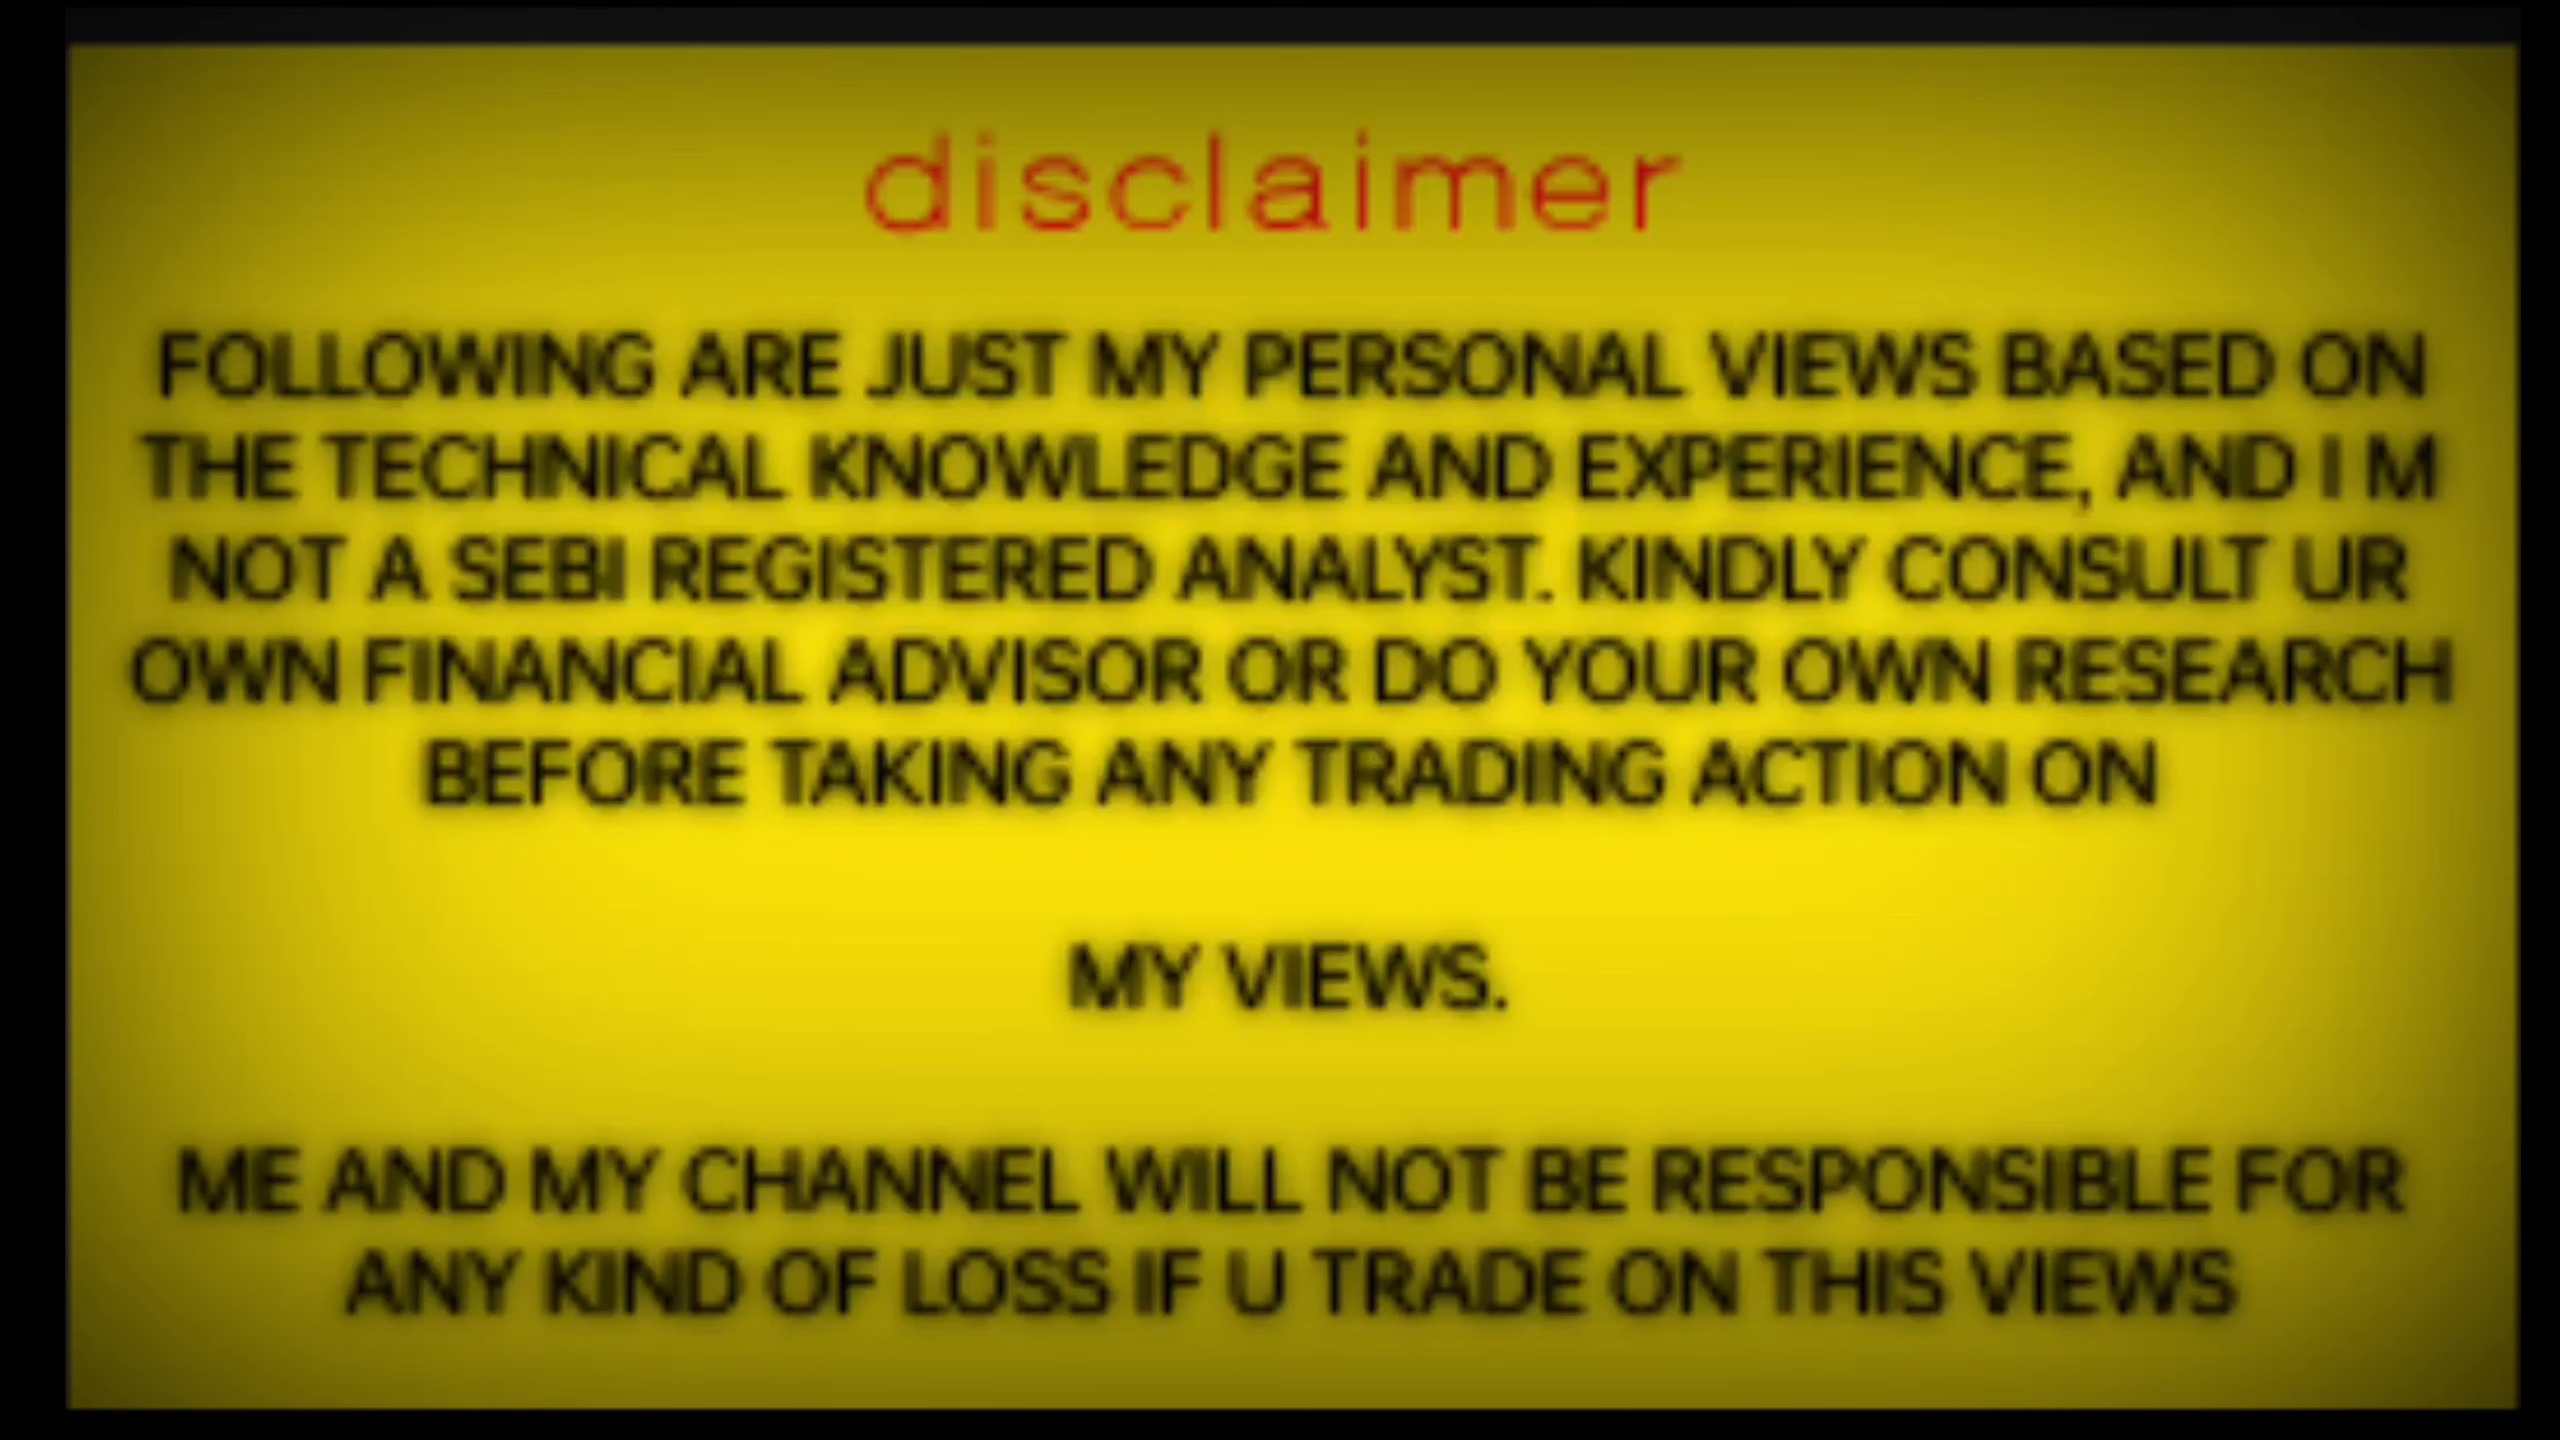 disclaimer
FOLLOWING ARE JUST MY PERSONAL VIEWS BASED ON
THE TECHNICAL KNOWLEDGE AND EXPERIENCE, AND I M
NOT A SEBI REGISTERED ANALYST. KINDLY CONSULT UR
OWN FINANCIAL ADVISOR OR DO YOUR OWN RESEARCH
BEFORE TAKING ANY TRADING ACTION ON
MY VIEWS.
ME AND MY CHANNEL WILL NOT BE RESPONSIBLE FOR
ANY KIND OF LOSS IF U TRADE ON THIS VIEWS